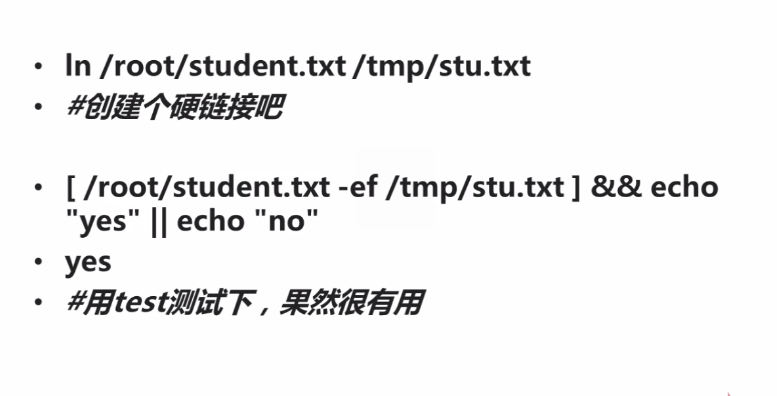 • ln /root/student.txt /tmp/stu.txt
• #创建个硬链接吧
• [ /root/student.txt -ef /tmp/stu.txt ] && echo
"yes" || echo "no"
• yes
• #用test测试下，果然很有用